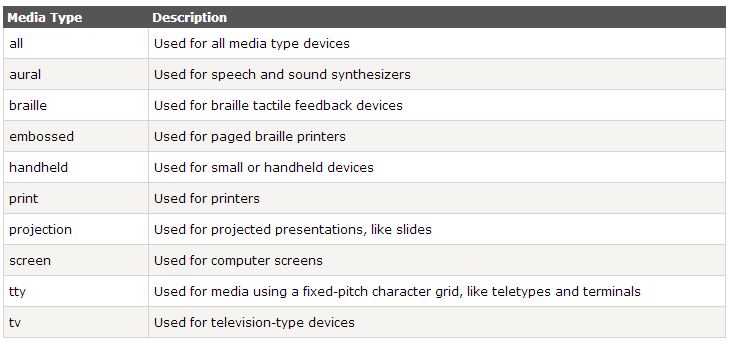 Media Type Description
all Used for all media type devices
aural Used for speech and sound synthesizers
braille Used for braille tactile feedback devices
embossed Used for paged braille printers
handheld Used for small or handheld devices
print Used for printers
projection Used for projected presentations, like slides
screen Used for computer screens
tty Used for media using a fixed-pitch character grid, like teletypes and terminals
tv Used for television-type devices